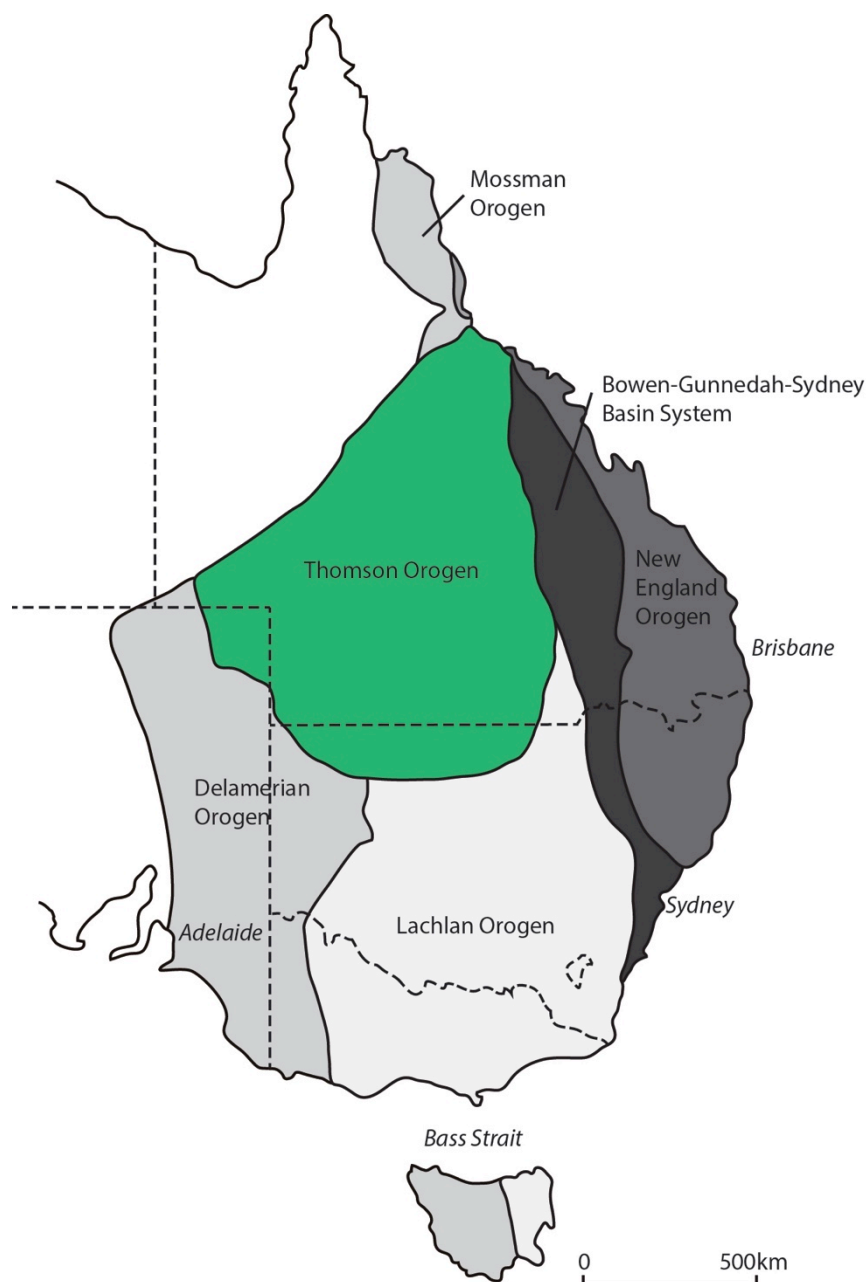 Mossman
Orogen
Bowen-Gunnedah-Sydney
Basin System
Thomson Orogen
New
England
Orogen
Brisbane
Delamerian
Orogen
Adelaide
Lachlan Orogen
Sydney
Bass Strait
0 500km